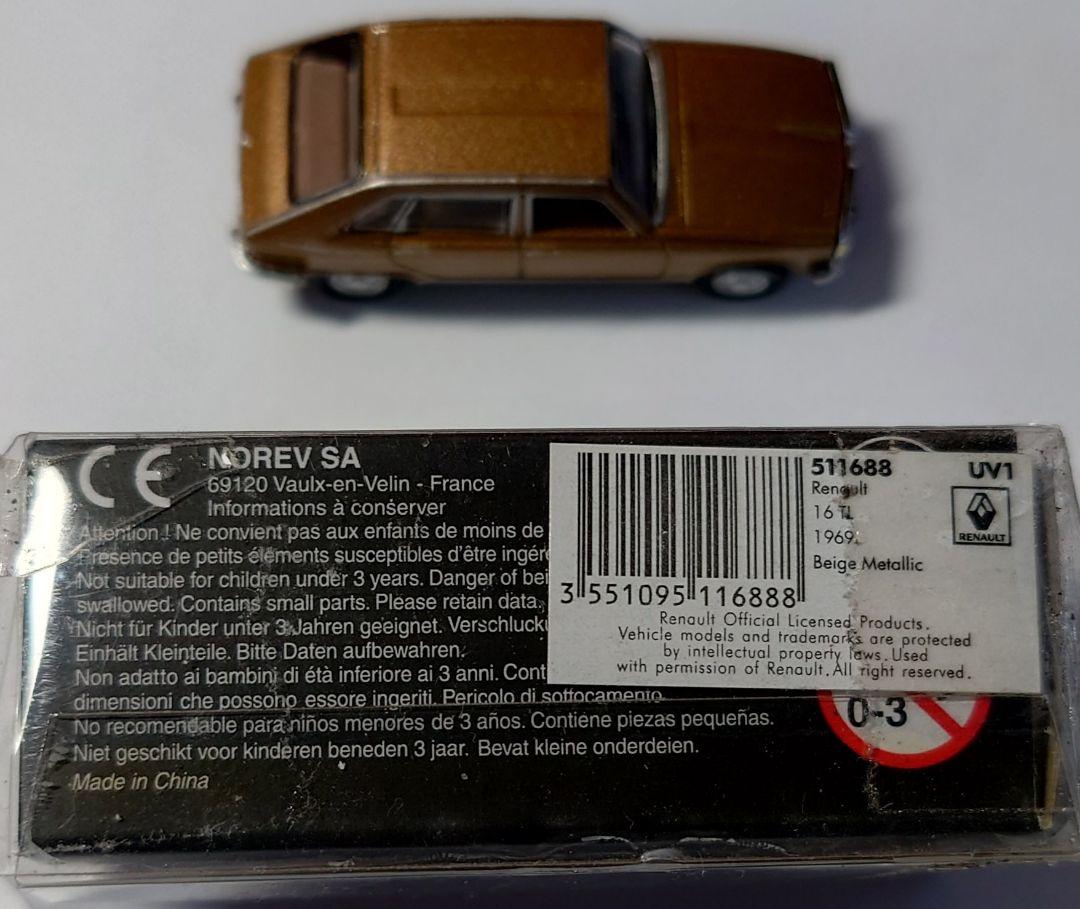 CE NOREV SA
69120 Vaulx-en-Velin - France
Informations à conserver
Attention ! Ne convient pas aux enfants de moins de
Présence de petits éléments susceptibles d'être ingéré
Not suitable for children under 3 years. Danger of bei
swallowed. Contains small parts. Please retain data.
Nicht für Kinder unter 3 Jahren geeignet. Verschlucku
Einhält Kleinteile. Bitte Daten aufbewahren.
Non adatto ai bambini di étà inferiore ai 3 anni. Cont
dimensioni che possono essore ingeriti. Pericolo di soffocamento
No recomendable para niños menores de 3 años. Contiene piezas pequeñas.
Niet geschikt voor kinderen beneden 3 jaar. Bevat kleine onderdeien.
Made in China
511688 UV1
Renault
16 TL
1969
Beige Metallic
RENAULT
3 551095 116888
Renault Official Licensed Products.
Vehicle models and trademarks are protected
by intellectual property laws. Used
with permission of Renault. All right reserved.
0-3